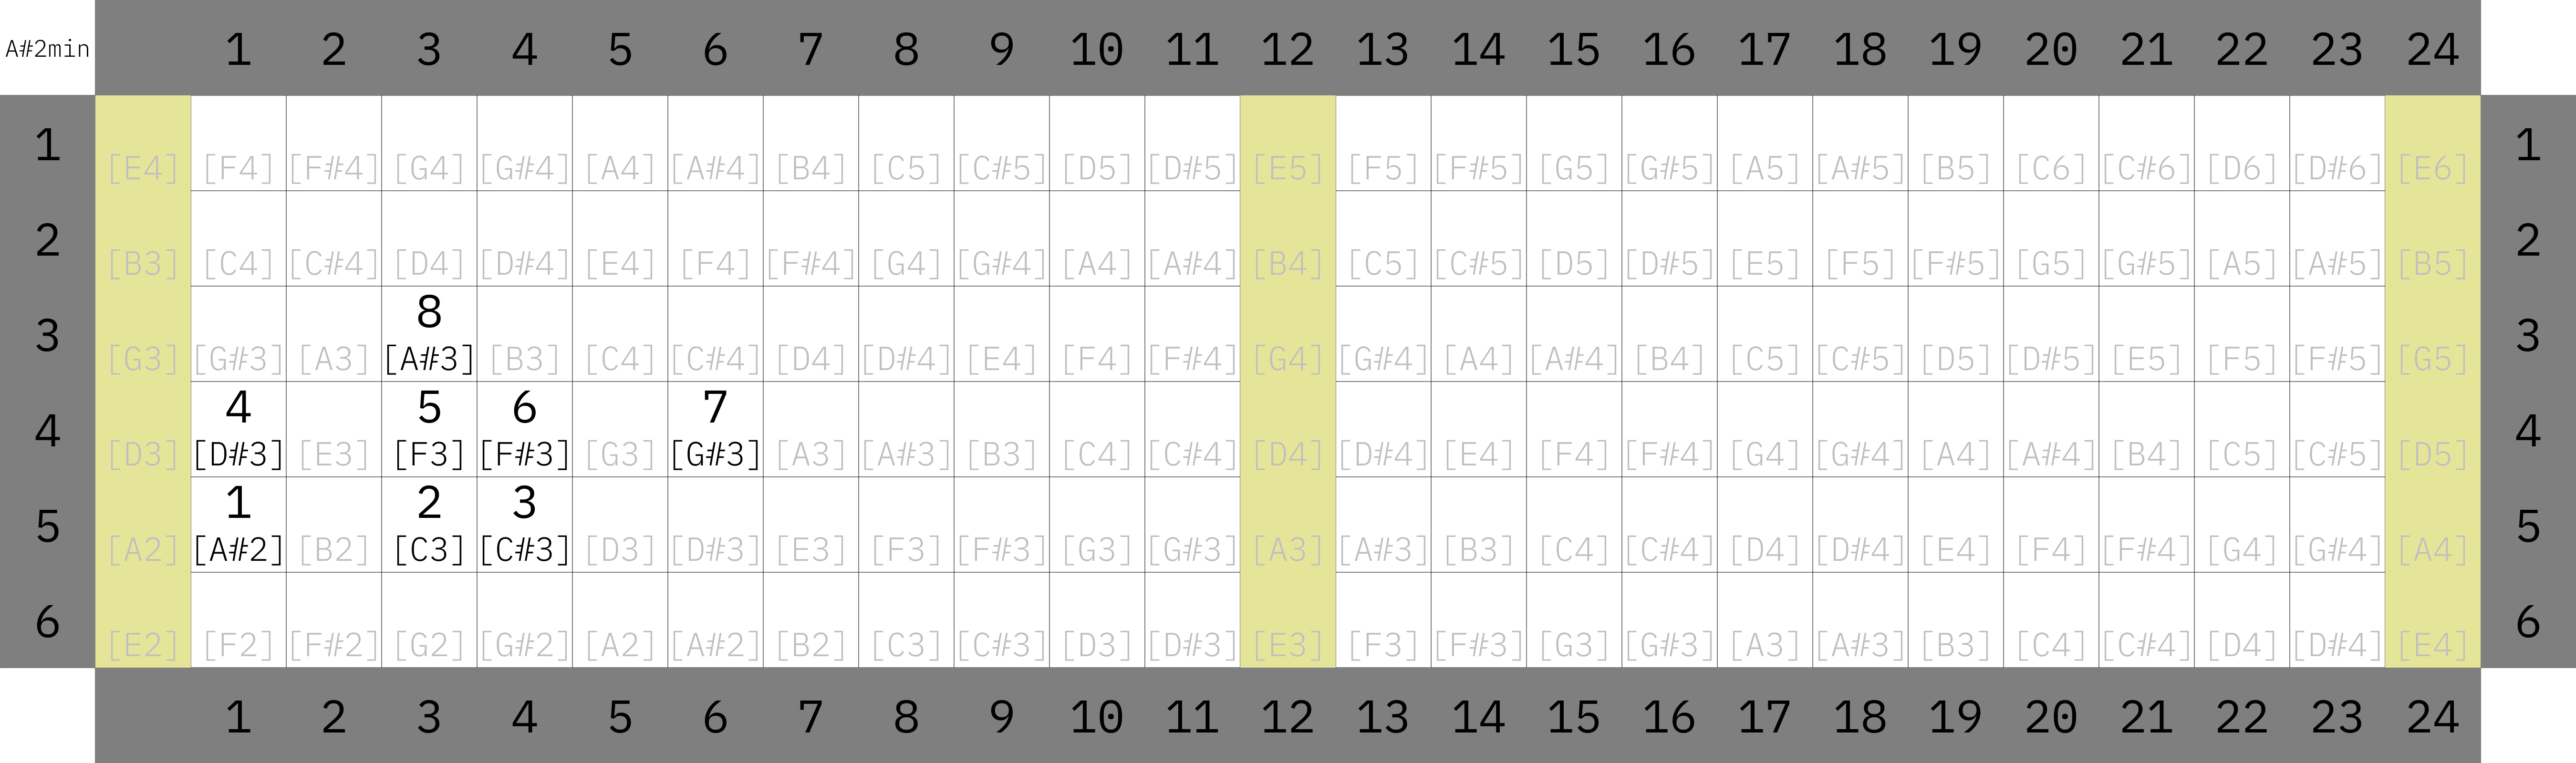 A#2min 1 2 3 4 5 6 7 8 9 10 11 12 13 14 15 16 17 18 19 20 21 22 23 24
1 [E4] [F4] [F#4] [G4] [G#4] [A4] [A#4] [B4] [C5] [C#5] [D5] [D#5] [E5] [F5] [F#5] [G5] [G#5] [A5] [A#5] [B5] [C6] [C#6] [D6] [D#6] [E6] 1
2 [B3] [C4] [C#4] [D4] [D#4] [E4] [F4] [F#4] [G4] [G#4] [A4] [A#4] [B4] [C5] [C#5] [D5] [D#5] [E5] [F5] [F#5] [G5] [G#5] [A5] [A#5] [B5] 2
8
3 [G3] [G#3] [A3] [A#3] [B3] [C4] [C#4] [D4] [D#4] [E4] [F4] [F#4] [G4] [G#4] [A4] [A#4] [B4] [C5] [C#5] [D5] [D#5] [E5] [F5] [F#5] [G5] 3
4 5 6 7
4 [D3] [D#3] [E3] [F3] [F#3] [G3] [G#3] [A3] [A#3] [B3] [C4] [C#4] [D4] [D#4] [E4] [F4] [F#4] [G4] [G#4] [A4] [A#4] [B4] [C5] [C#5] [D5] 4
1 2 3
5 [A2] [A#2] [B2] [C3] [C#3] [D3] [D#3] [E3] [F3] [F#3] [G3] [G#3] [A3] [A#3] [B3] [C4] [C#4] [D4] [D#4] [E4] [F4] [F#4] [G4] [G#4] [A4] 5
6 [E2] [F2] [F#2] [G2] [G#2] [A2] [A#2] [B2] [C3] [C#3] [D3] [D#3] [E3] [F3] [F#3] [G3] [G#3] [A3] [A#3] [B3] [C4] [C#4] [D4] [D#4] [E4] 6
1 2 3 4 5 6 7 8 9 10 11 12 13 14 15 16 17 18 19 20 21 22 23 24